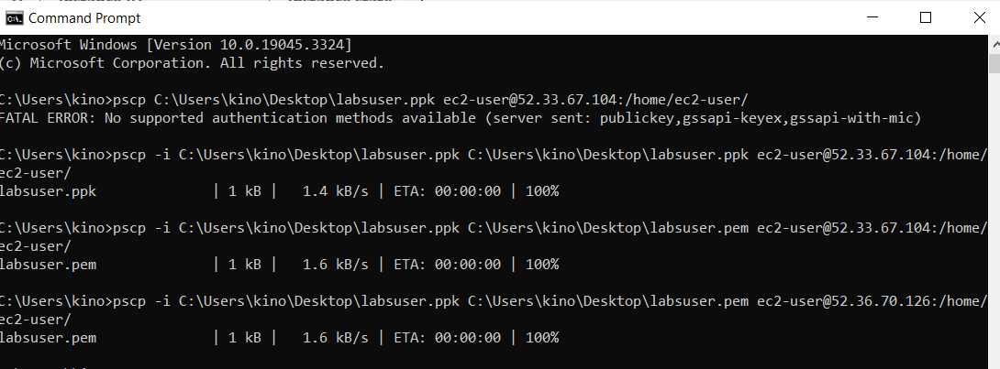 Command Prompt
Microsoft Windows [Version 10.0.19045.3324]
(c) Microsoft Corporation. All rights reserved.
C:\Users\kino>pscp C:\Users\kino\Desktop\labsuser.ppk ec2-user@52.33.67.104:/home/ec2-user/
FATAL ERROR: No supported authentication methods available (server sent: publickey,gssapi-keyex,gssapi-with-mic)
C:\Users\kino>pscp -i C:\Users\kino\Desktop\labsuser.ppk C:\Users\kino\Desktop\labsuser.ppk ec2-user@52.33.67.104:/home/
ec2-user/
labsuser.ppk | 1 kB | 1.4 kB/s | ETA: 00:00:00 | 100%
C:\Users\kino>pscp -i C:\Users\kino\Desktop\labsuser.ppk C:\Users\kino\Desktop\labsuser.pem ec2-user@52.33.67.104:/home/
ec2-user/
labsuser.pem | 1 kB | 1.6 kB/s | ETA: 00:00:00 | 100%
C:\Users\kino>pscp -i C:\Users\kino\Desktop\labsuser.ppk C:\Users\kino\Desktop\labsuser.pem ec2-user@52.36.70.126:/home/
ec2-user/
labsuser.pem | 1 kB | 1.6 kB/s | ETA: 00:00:00 | 100%